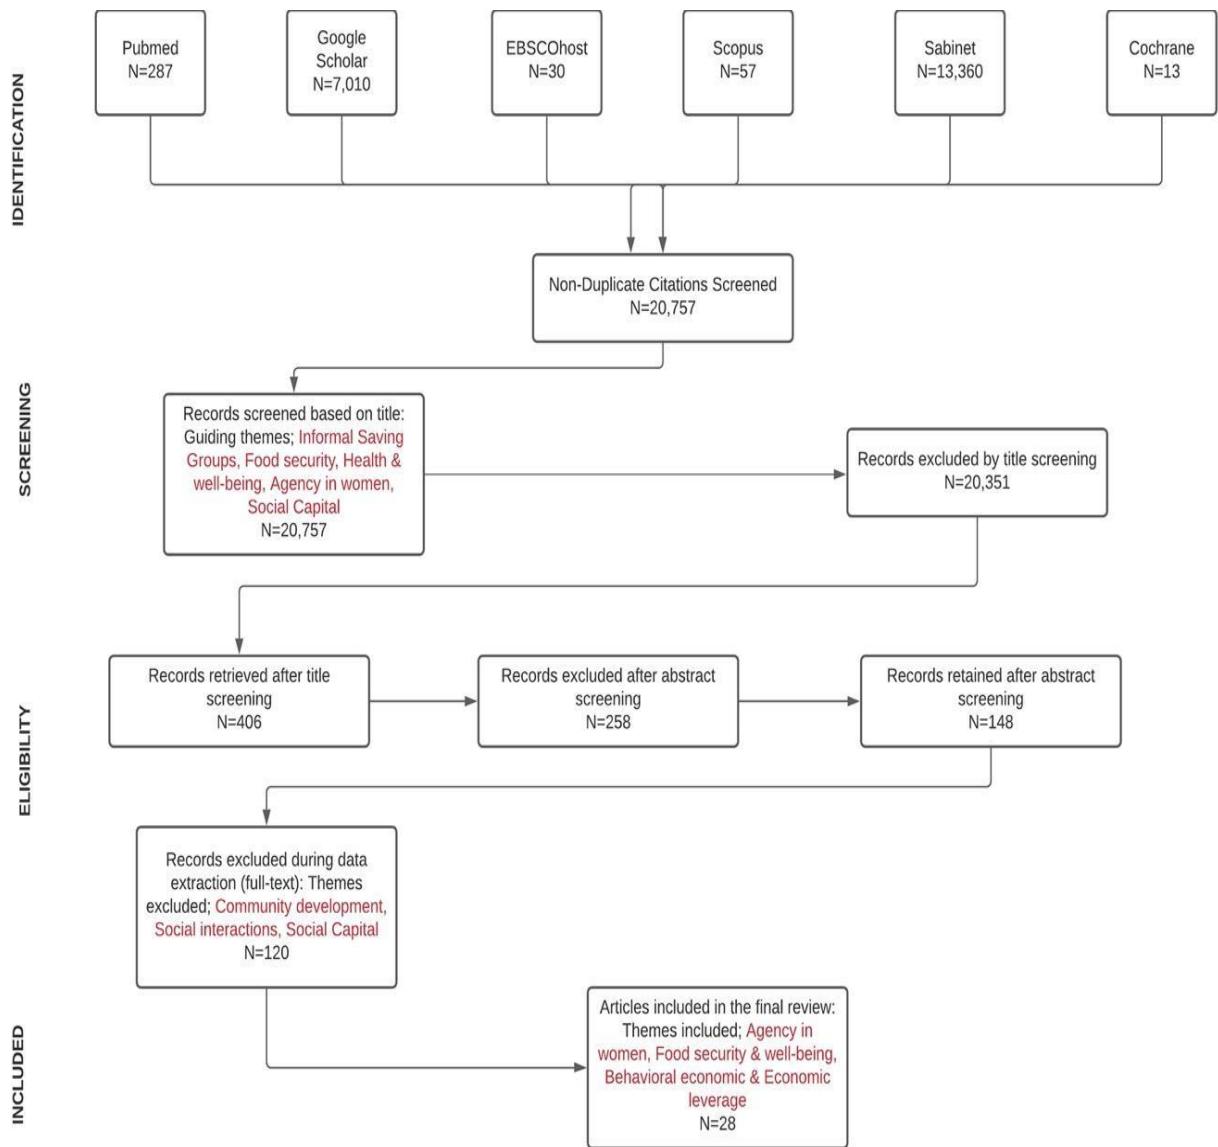 IDENTIFICATION
Pubmed
N=287
Google
Scholar
N=7,010
EBSCOhost
N=30
Scopus
N=57
Sabinet
N=13,360
Cochrane
N=13
Non-Duplicate Citations Screened
N=20,757
SCREENING
Records screened based on title:
Guiding themes; Informal Saving
Groups, Food security, Health &
well-being, Agency in women,
Social Capital
N=20,757
Records excluded by title screening
N=20,351
ELIGIBILITY
Records retrieved after title
screening
N=406
Records excluded after abstract
screening
N=258
Records retained after abstract
screening
N=148
Records excluded during data
extraction (full-text): Themes
excluded; Community development,
Social interactions, Social Capital
N=120
INCLUDED
Articles included in the final review:
Themes included; Agency in
women, Food security & well-being,
Behavioral economic & Economic
leverage
N=28